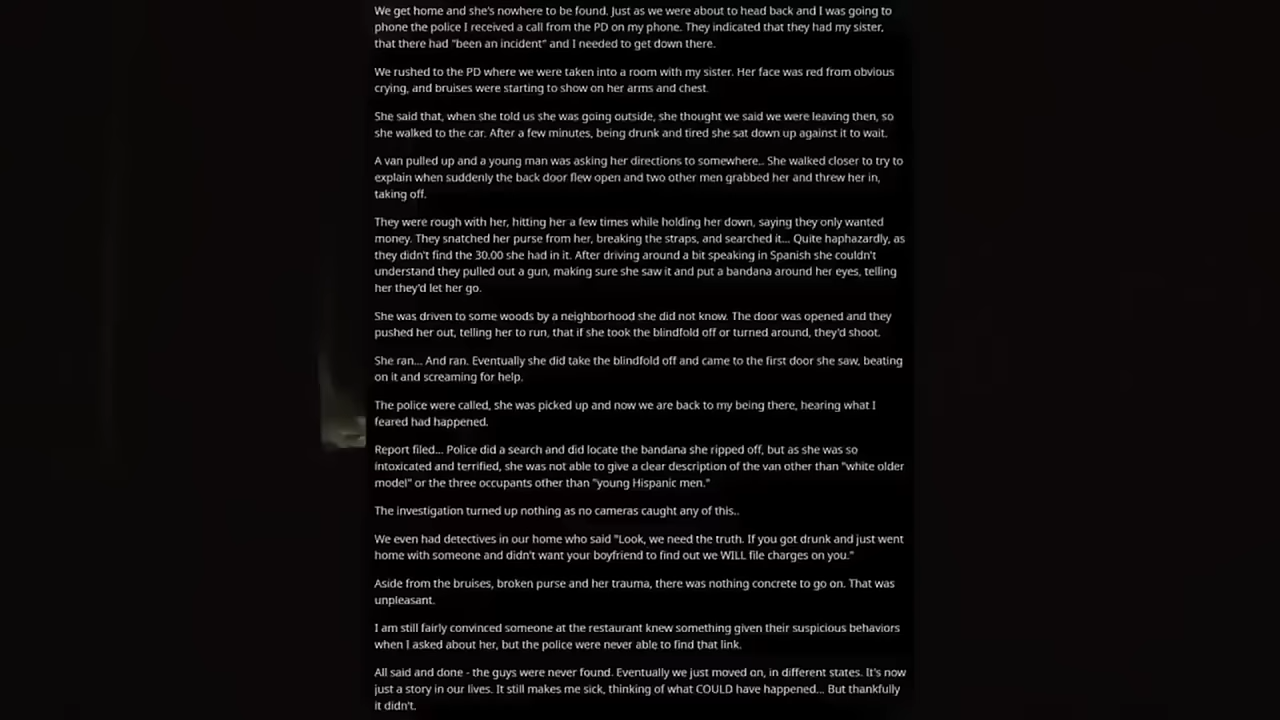 We get home and she's nowhere to be found. Just as we were about to head back and I was going to
phone the police I received a call from the PD on my phone. They indicated that they had my sister,
that there had "been an incident" and I needed to get down there.
We rushed to the PD where we were taken into a room with my sister. Her face was red from obvious
crying, and bruises were starting to show on her arms and chest.
She said that, when she told us she was going outside, she thought we said we were leaving then, so
she walked to the car. After a few minutes, being drunk and tired she sat down up against it to wait.
A van pulled up and a young man was asking her directions to somewhere.. She walked closer to try to
explain when suddenly the back door flew open and two other men grabbed her and threw her in,
taking off.
They were rough with her, hitting her a few times while holding her down, saying they only wanted
money. They snatched her purse from her, breaking the straps, and searched it... Quite haphazardly, as
they didn't find the 30.00 she had in it. After driving around a bit speaking in Spanish she couldn't
understand they pulled out a gun, making sure she saw it and put a bandana around her eyes, telling
her they'd let her go.
She was driven to some woods by a neighborhood she did not know. The door was opened and they
pushed her out, telling her to run, that if she took the blindfold off or turned around, they'd shoot.
She ran... And ran. Eventually she did take the blindfold off and came to the first door she saw, beating
on it and screaming for help.
The police were called, she was picked up and now we are back to my being there, hearing what I
feared had happened.
Report filed... Police did a search and did locate the bandana she ripped off, but as she was so
intoxicated and terrified, she was not able to give a clear description of the van other than "white older
model" or the three occupants other than "young Hispanic men."
The investigation turned up nothing as no cameras caught any of this..
We even had detectives in our home who said "Look, we need the truth. If you got drunk and just went
home with someone and didn't want your boyfriend to find out we WILL file charges on you."
Aside from the bruises, broken purse and her trauma, there was nothing concrete to go on. That was
unpleasant.
I am still fairly convinced someone at the restaurant knew something given their suspicious behaviors
when I asked about her, but the police were never able to find that link.
All said and done - the guys were never found. Eventually we just moved on, in different states. It's now
just a story in our lives. It still makes me sick, thinking of what COULD have happened... But thankfully
it didn't.